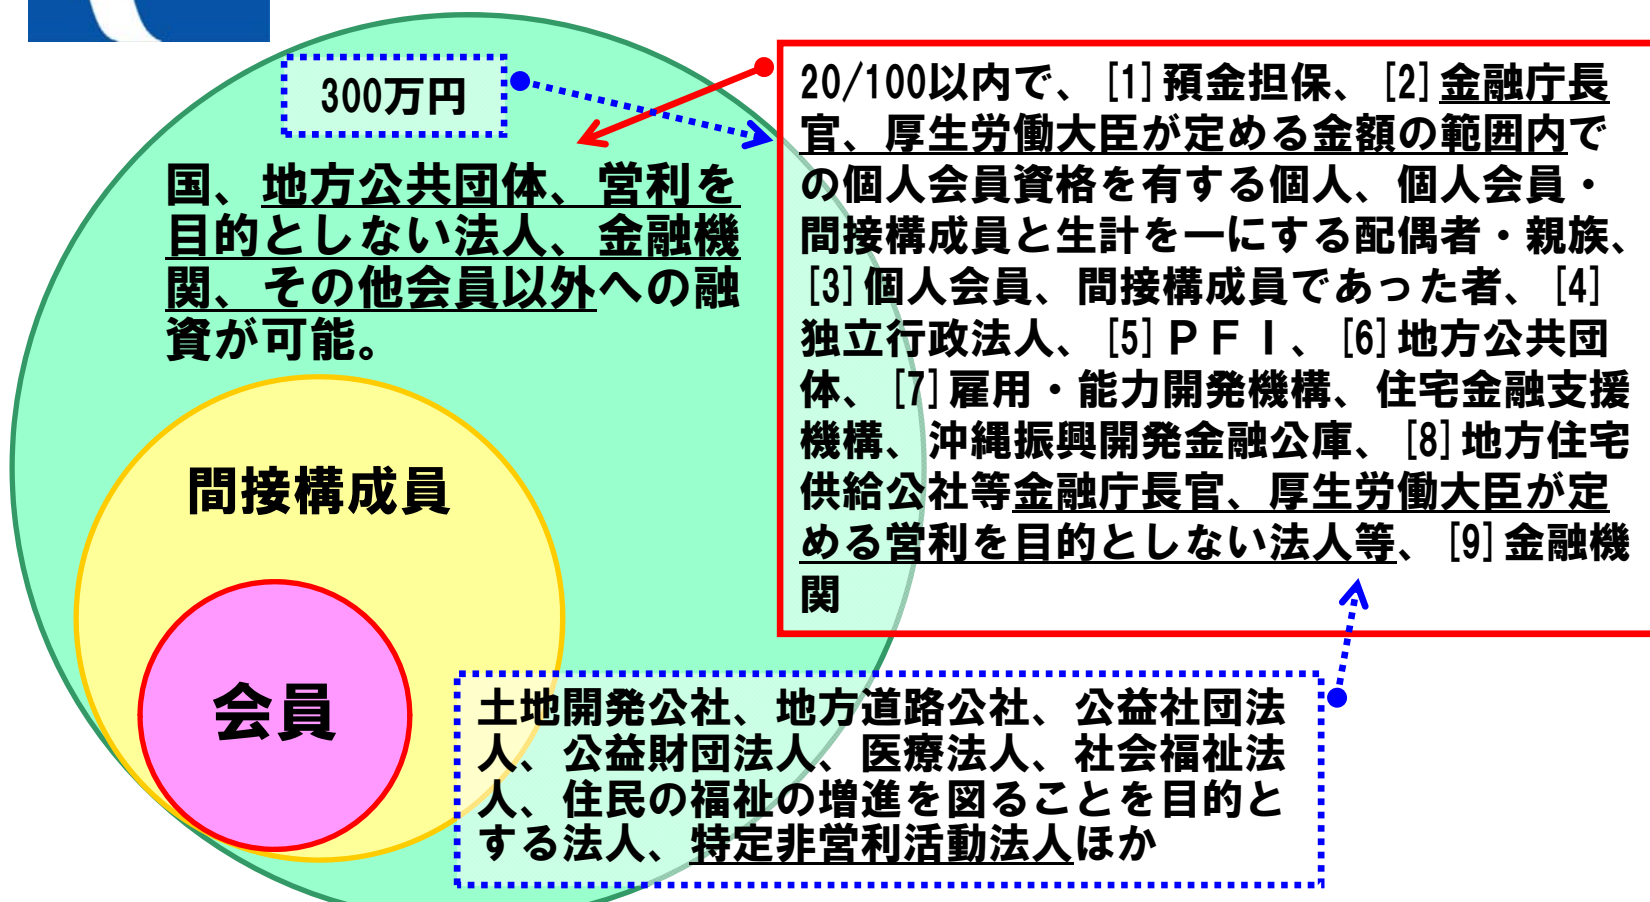 300万円
国、地方公共団体、営利を
目的としない法人、金融機
関、その他会員以外への融
資が可能。
間接構成員
会員
20/100以内で、[1]預金担保、[2]金融庁長
官、厚生労働大臣が定める金額の範囲内で
の個人会員資格を有する個人、個人会員・
間接構成員と生計を一にする配偶者・親族、
[3]個人会員、間接構成員であった者、[4]
独立行政法人、[5]ＰＦＩ、[6]地方公共団
体、[7]雇用・能力開発機構、住宅金融支援
機構、沖縄振興開発金融公庫、[8]地方住宅
供給公社等金融庁長官、厚生労働大臣が定
める営利を目的としない法人等、[9]金融機
関
土地開発公社、地方道路公社、公益社団法
人、公益財団法人、医療法人、社会福祉法
人、住民の福祉の増進を図ることを目的と
する法人、特定非営利活動法人ほか